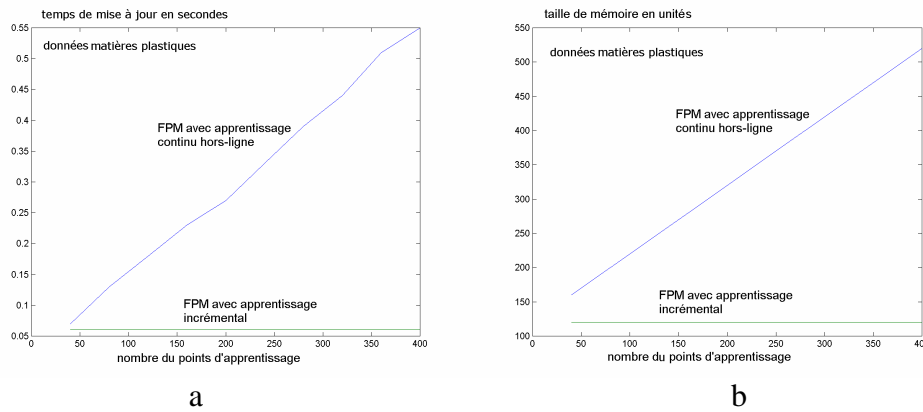 temps de mise à jour en secondes
0.55
0.5
0.45
0.4
0.35
0.3
0.25
0.2
0.15
0.1
0.05
données matières plastiques
FPM avec apprentissage
continu hors-ligne
FPM avec apprentissage
incrémental
0 50 100 150 200 250 300 350 400
nombre du points d'apprentissage
a
taille de mémoire en unités
550
500
450
400
350
300
250
200
150
100
données matières plastiques
FPM avec apprentissage
continu hors-ligne
FPM avec apprentissage
incrémental
0 50 100 150 200 250 300 350 400
nombre du points d'apprentissage
b